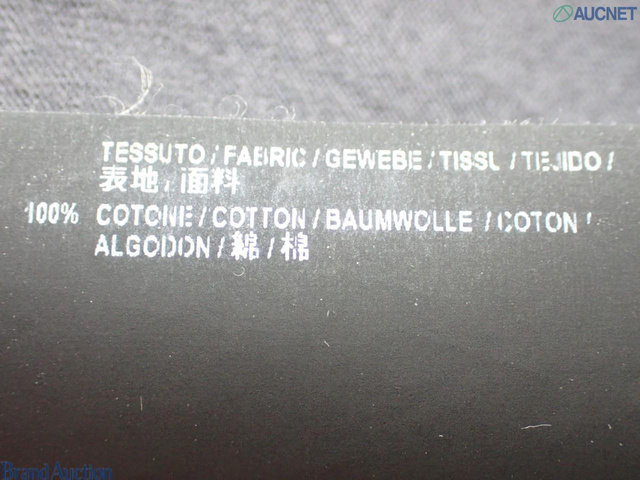 AUCNET
TESSUTO / FABRIC / GEWEBE / TISSU / TEJIDO /
表地 / 面料
100% COTONE / COTTON / BAUMWOLLE / COTON /
ALGODON / 綿 / 棉
Brand Auction